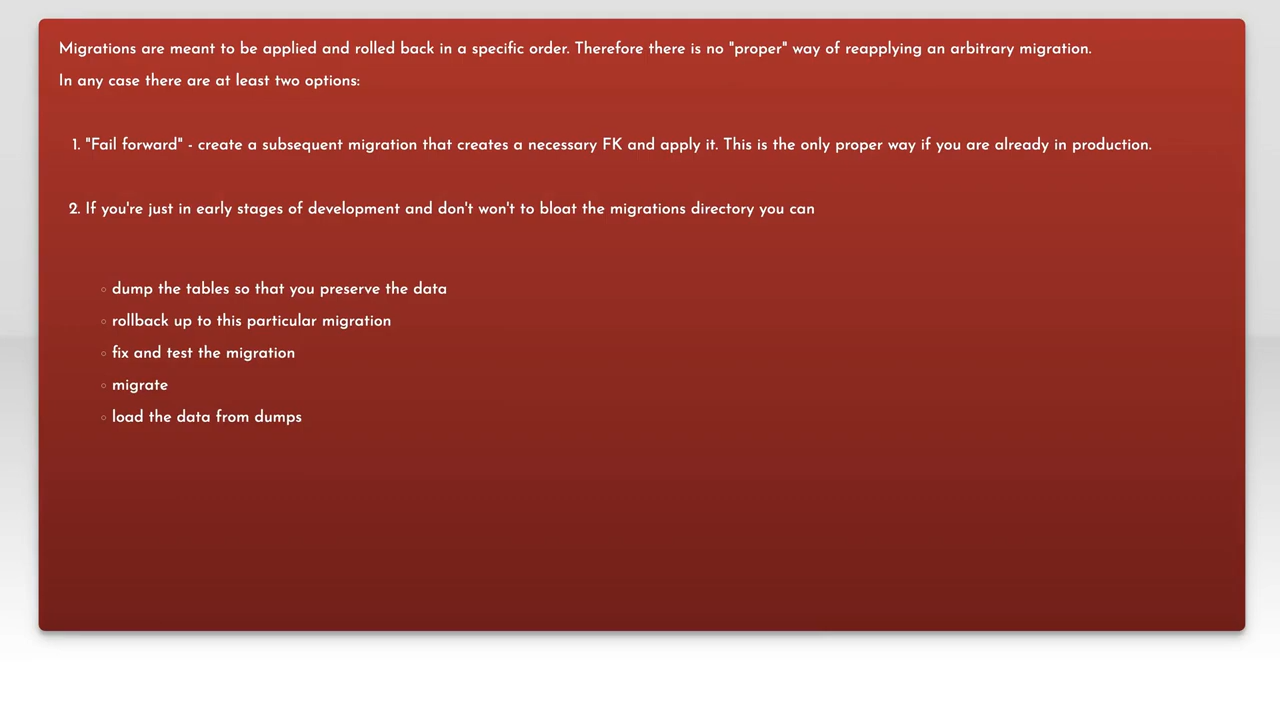 Migrations are meant to be applied and rolled back in a specific order. Therefore there is no "proper" way of reapplying an arbitrary migration.
In any case there are at least two options:
1. "Fail forward" - create a subsequent migration that creates a necessary FK and apply it. This is the only proper way if you are already in production.
2. If you're just in early stages of development and don't won't to bloat the migrations directory you can
◦ dump the tables so that you preserve the data
◦ rollback up to this particular migration
◦ fix and test the migration
◦ migrate
◦ load the data from dumps